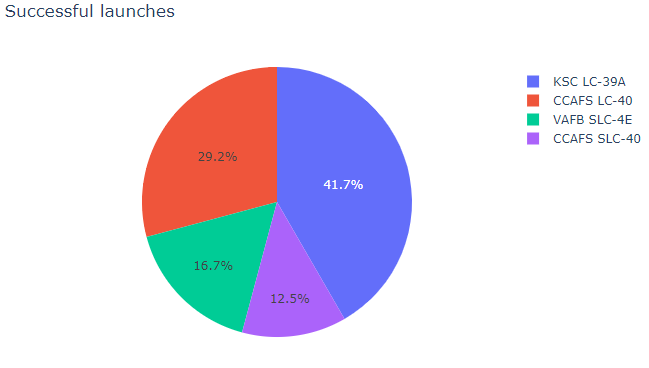 Successful launches
KSC LC-39A
CCAFS LC-40
VAFB SLC-4E
CCAFS SLC-40
29.2%
41.7%
16.7%
12.5%